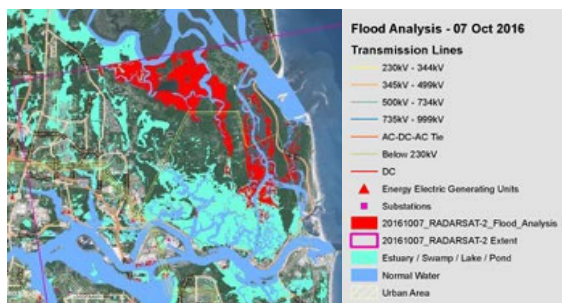 Flood Analysis - 07 Oct 2016
Transmission Lines
230kV - 344kV
345kV - 499kV
500kV - 734kV
735kV - 999kV
AC-DC-AC Tie
Below 230kV
DC
Energy Electric Generating Units
Substations
20161007_RADARSAT-2_Flood_Analysis
20161007_RADARSAT-2 Extent
Estuary / Swamp / Lake / Pond
Normal Water
Urban Area